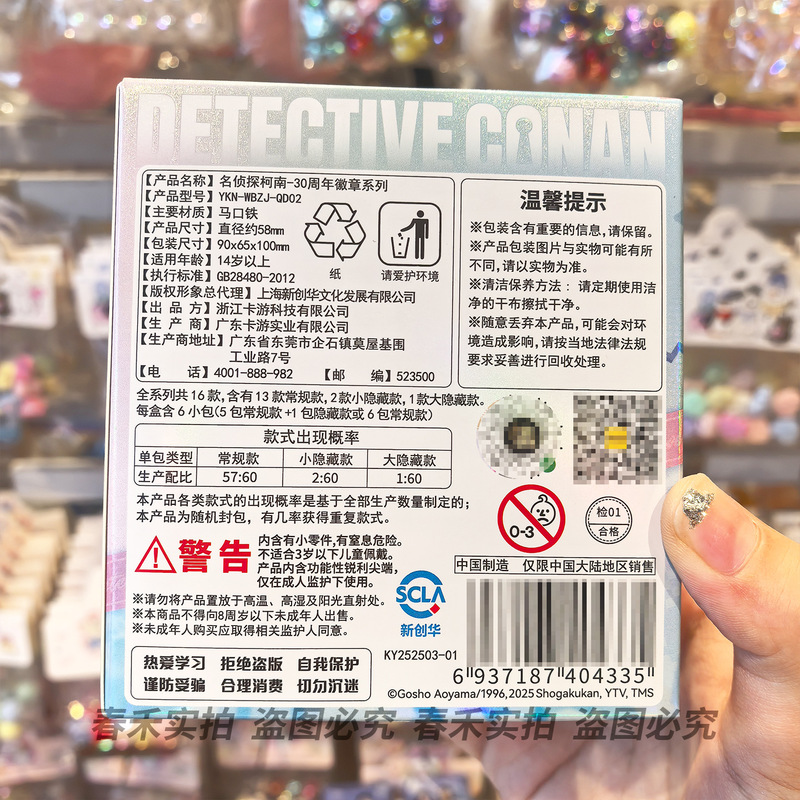 DETECTIVE CONAN
【产品名称】名侦探柯南-30周年徽章系列
【产品型号】YKN-WBZJ-QD02
【主要材质】马口铁
【产品尺寸】直径约58mm
【包装尺寸】90x65x100mm
【适用年龄】14岁以上
【执行标准】GB28480-2012
【版权形象总代理】上海新创华文化发展有限公司
【出 品 方】浙江卡游科技有限公司
【生 产 商】广东卡游实业有限公司
【生产商地址】广东省东莞市企石镇莫屋基围
工业路7号
【电 话】4001-888-982 【邮 编】523500
纸
请爱护环境
温馨提示
※包装含有重要的信息,请保留。
※产品包装图片与实物可能有所
不同,请以实物为准。
※清洁保养方法：请定期使用洁
净的干布擦拭干净。
※随意丢弃本产品,可能会对环
境造成影响,请按当地法律法规
要求妥善进行回收处理。
全系列共16款,含有13款常规款,2款小隐藏款,1款大隐藏款。
每盒含6小包(5包常规款+1包隐藏款或6包常规款)
款式出现概率
单包类型 常规款 小隐藏款 大隐藏款
生产配比 57:60 2:60 1:60
本产品各类款式的出现概率是基于全部生产数量制定的；
本产品为随机封包，有几率获得重复款式。
0-3
检01
合格
警告
内含有小零件,有窒息危险。
不适合3岁以下儿童佩戴。
产品内含功能性锐利尖端,
仅在成人监护下使用。
中国制造 仅限中国大陆地区销售
※请勿将产品置于高温、高湿及阳光直射处。
※本商品不得向8周岁以下未成年人出售。
※未成年人购买应取得相关监护人同意。
SCLA
新创华
热爱学习 拒绝盗版 自我保护
谨防受骗 合理消费 切勿沉迷
KY252503-01
6 937187 404335
©Gosho Aoyama/1996, 2025 Shogakukan, YTV, TMS
春禾实拍 盗图必究 春禾实拍 盗图必究